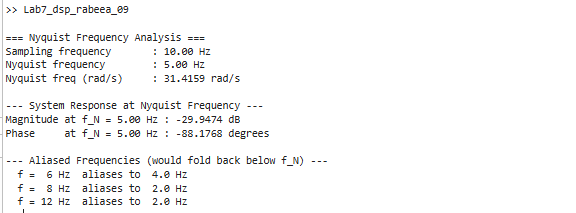 >> Lab7_dsp_rabeea_09
=== Nyquist Frequency Analysis ===
Sampling frequency : 10.00 Hz
Nyquist frequency : 5.00 Hz
Nyquist freq (rad/s) : 31.4159 rad/s
--- System Response at Nyquist Frequency ---
Magnitude at f_N = 5.00 Hz : -29.9474 dB
Phase at f_N = 5.00 Hz : -88.1768 degrees
--- Aliased Frequencies (would fold back below f_N) ---
f = 6 Hz aliases to 4.0 Hz
f = 8 Hz aliases to 2.0 Hz
f = 12 Hz aliases to 2.0 Hz